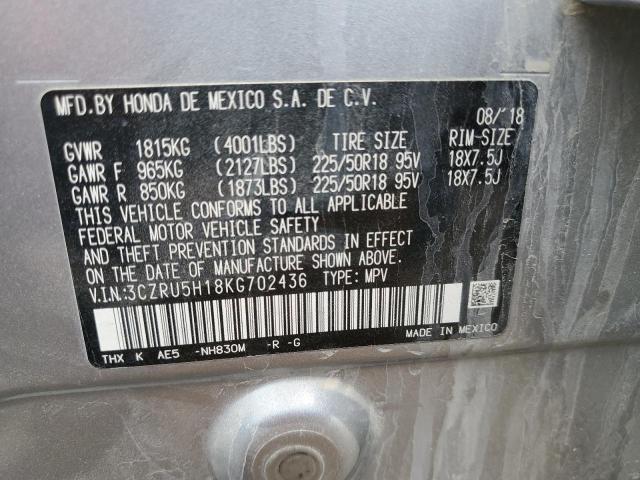 MFD.BY HONDA DE MEXICO S.A. DE C.V.
08/'18
GVWR 1815KG (4001LBS) TIRE SIZE RIM-SIZE
GAWR F 965KG (2127LBS) 225/50R18 95V 18X7.5J
GAWR R 850KG (1873LBS) 225/50R18 95V 18X7.5J
THIS VEHICLE CONFORMS TO ALL APPLICABLE
FEDERAL MOTOR VEHICLE SAFETY
AND THEFT PREVENTION STANDARDS IN EFFECT
ON THE DATE OF MANUFACTURE SHOWN ABOVE.
V.I.N:3CZRU5H18KG702436 TYPE: MPV
THX K AE5 -NH830M -R -G MADE IN MEXICO